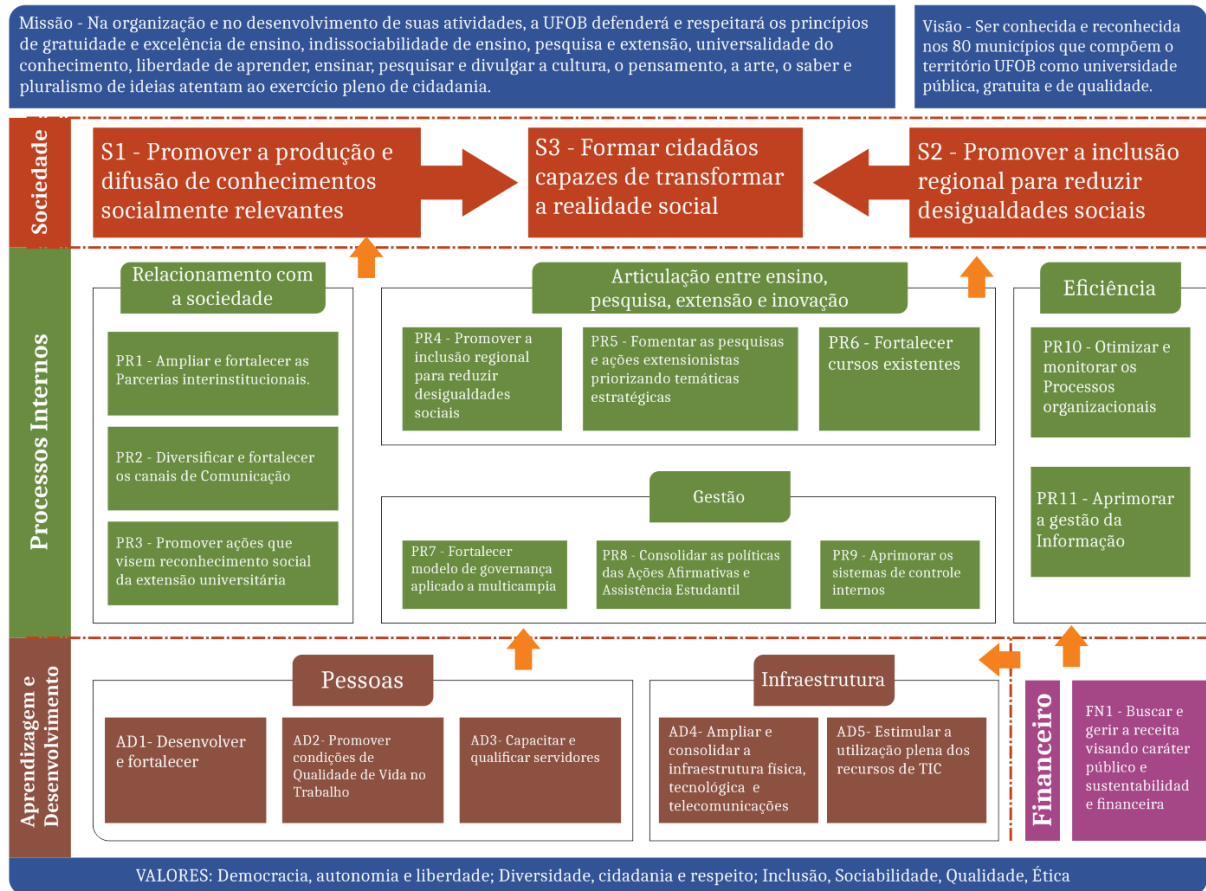 Missão - Na organização e no desenvolvimento de suas atividades, a UFOB defenderá e respeitará os princípios
de gratuidade e excelência de ensino, indissociabilidade de ensino, pesquisa e extensão, universalidade do
conhecimento, liberdade de aprender, ensinar, pesquisar e divulgar a cultura, o pensamento, a arte, o saber e
pluralismo de ideias atentam ao exercício pleno de cidadania.
Visão - Ser conhecida e reconhecida
nos 80 municípios que compõem o
território UFOB como universidade
pública, gratuita e de qualidade.
Sociedade
S1 - Promover a produção e
difusão de conhecimentos
socialmente relevantes
S3 - Formar cidadãos
capazes de transformar
a realidade social
S2 - Promover a inclusão
regional para reduzir
desigualdades sociais
Processos Internos
Relacionamento com
a sociedade
PR1 - Ampliar e fortalecer as
Parcerias interinstitucionais.
PR2 - Diversificar e fortalecer
os canais de Comunicação
PR3 - Promover ações que
visem reconhecimento social
da extensão universitária
Articulação entre ensino,
pesquisa, extensão e inovação
PR4 - Promover a
inclusão regional
para reduzir
desigualdades
sociais
PR5 - Fomentar as pesquisas
e ações extensionistas
priorizando temáticas
estratégicas
PR6 - Fortalecer
cursos existentes
Gestão
PR7 - Fortalecer
modelo de governança
aplicado a multicampia
PR8 - Consolidar as políticas
das Ações Afirmativas e
Assistência Estudantil
PR9 - Aprimorar os
sistemas de controle
internos
Eficiência
PR10 - Otimizar e
monitorar os
Processos
organizacionais
PR11 - Aprimorar
a gestão da
Informação
Aprendizagem e
Desenvolvimento
Pessoas
AD1- Desenvolver
e fortalecer
AD2- Promover
condições de
Qualidade de Vida no
Trabalho
AD3- Capacitar e
qualificar servidores
Infraestrutura
AD4- Ampliar e
consolidar a
infraestrutura física,
tecnológica e
telecomunicações
AD5- Estimular a
utilização plena dos
recursos de TIC
Financeiro
FN1 - Buscar e
gerir a receita
visando caráter
público e
sustentabilidad
e financeira
VALORES: Democracia, autonomia e liberdade; Diversidade, cidadania e respeito; Inclusão, Sociabilidade, Qualidade, Ética